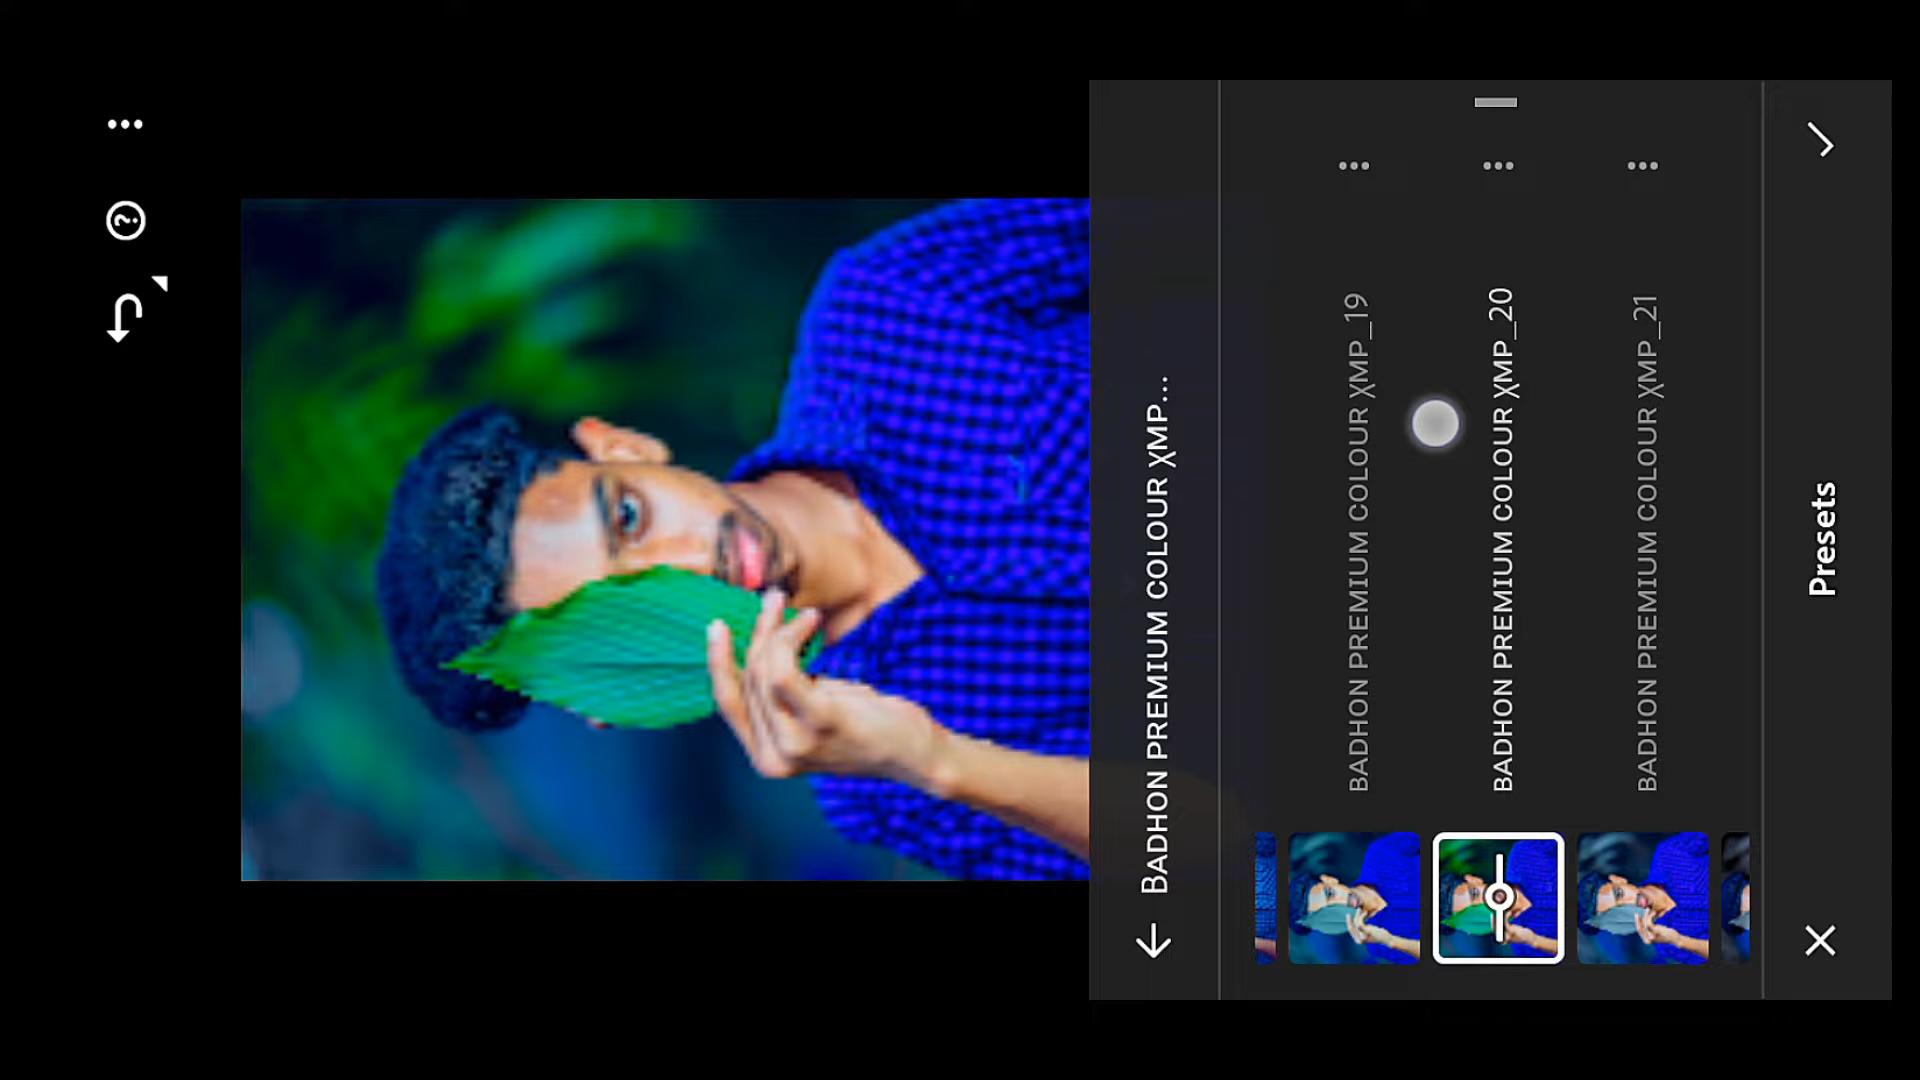 BADHON PREMIUM COLOUR XMP...
BADHON PREMIUM COLOUR XMP_19
BADHON PREMIUM COLOUR XMP_20
BADHON PREMIUM COLOUR XMP_21
Presets